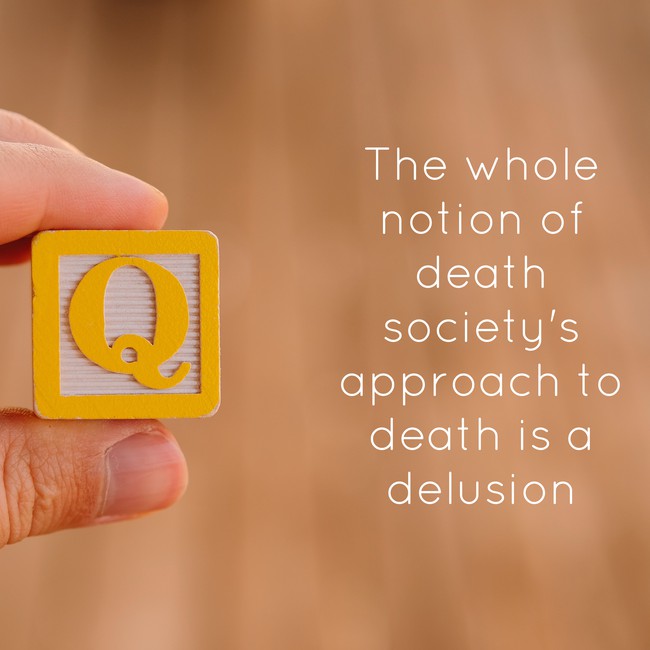 Q
The whole
notion of
death
society's
approach to
death is a
delusion